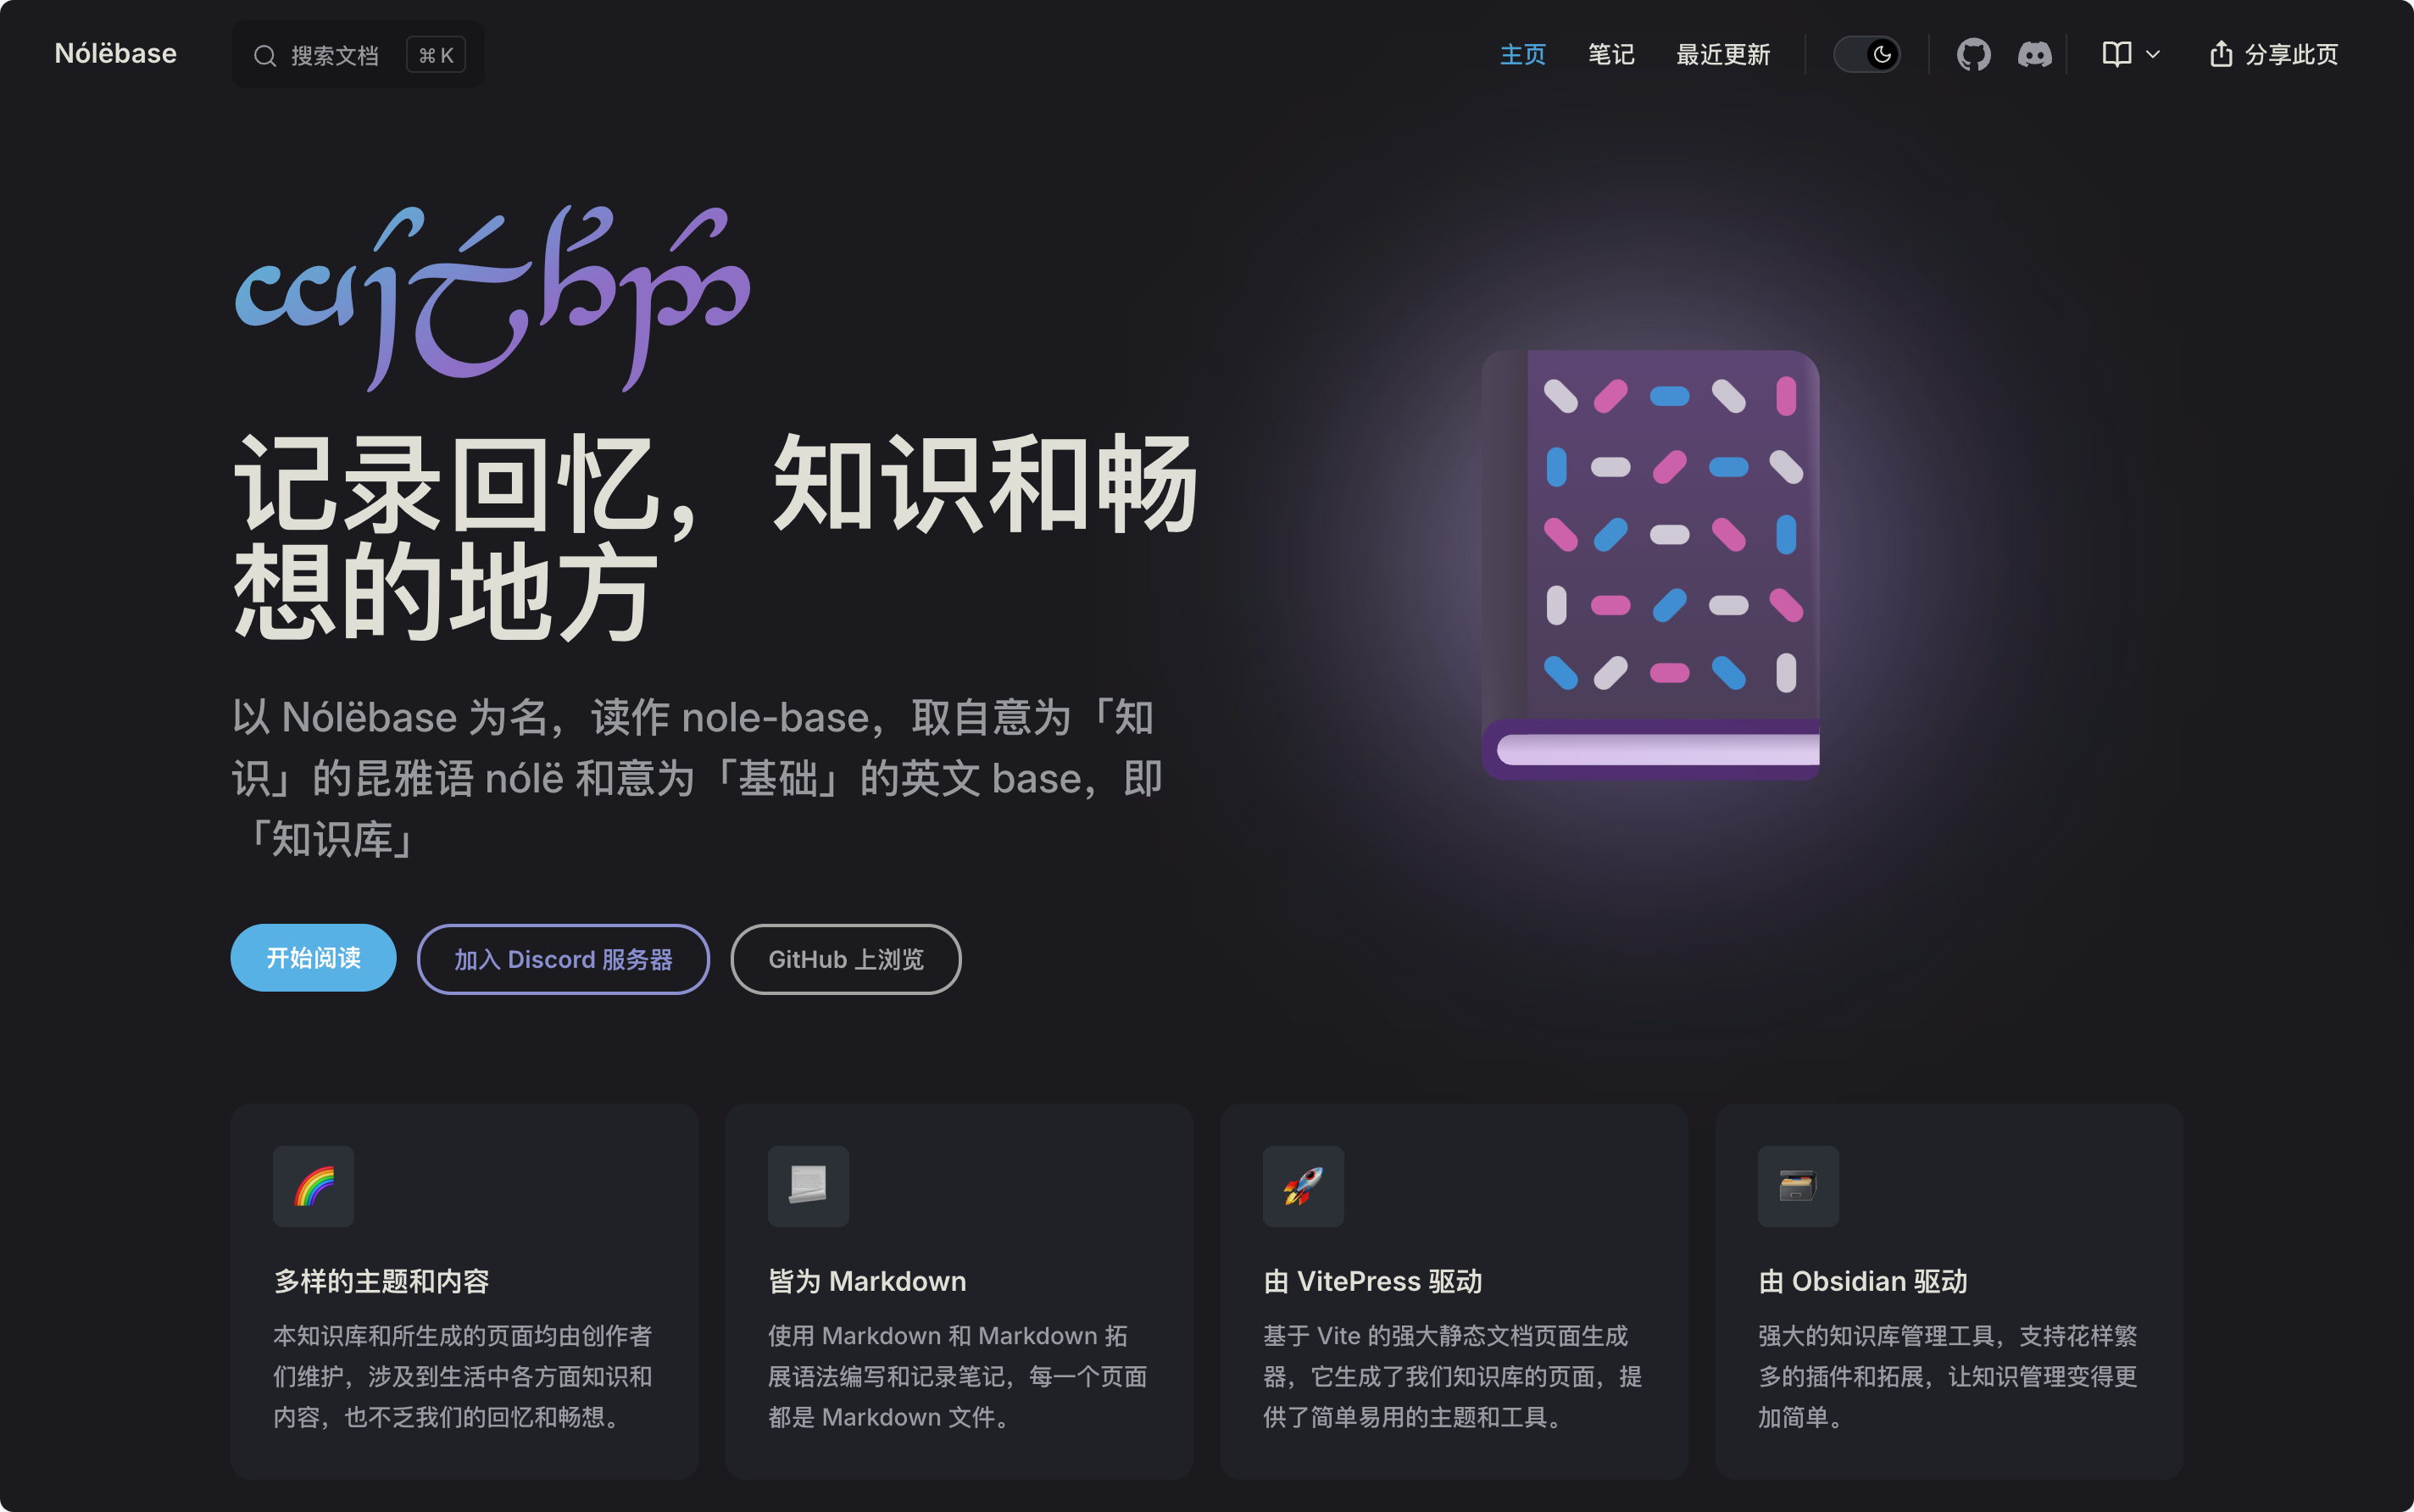 Nólëbase
搜索文档
⌘ K
主页
笔记
最近更新
分享此页
记录回忆，知识和畅
想的地方
以 Nólëbase 为名，读作 nole-base，取自意为「知
识」的昆雅语 nólë 和意为「基础」的英文 base，即
「知识库」
开始阅读
加入 Discord 服务器
GitHub 上浏览
多样的主题和内容
本知识库和所生成的页面均由创作者
们维护，涉及到生活中各方面知识和
内容，也不乏我们的回忆和畅想。
皆为 Markdown
使用 Markdown 和 Markdown 拓
展语法编写和记录笔记，每一个页面
都是 Markdown 文件。
由 VitePress 驱动
基于 Vite 的强大静态文档页面生成
器，它生成了我们知识库的页面，提
供了简单易用的主题和工具。
由 Obsidian 驱动
强大的知识库管理工具，支持花样繁
多的插件和拓展，让知识管理变得更
加简单。